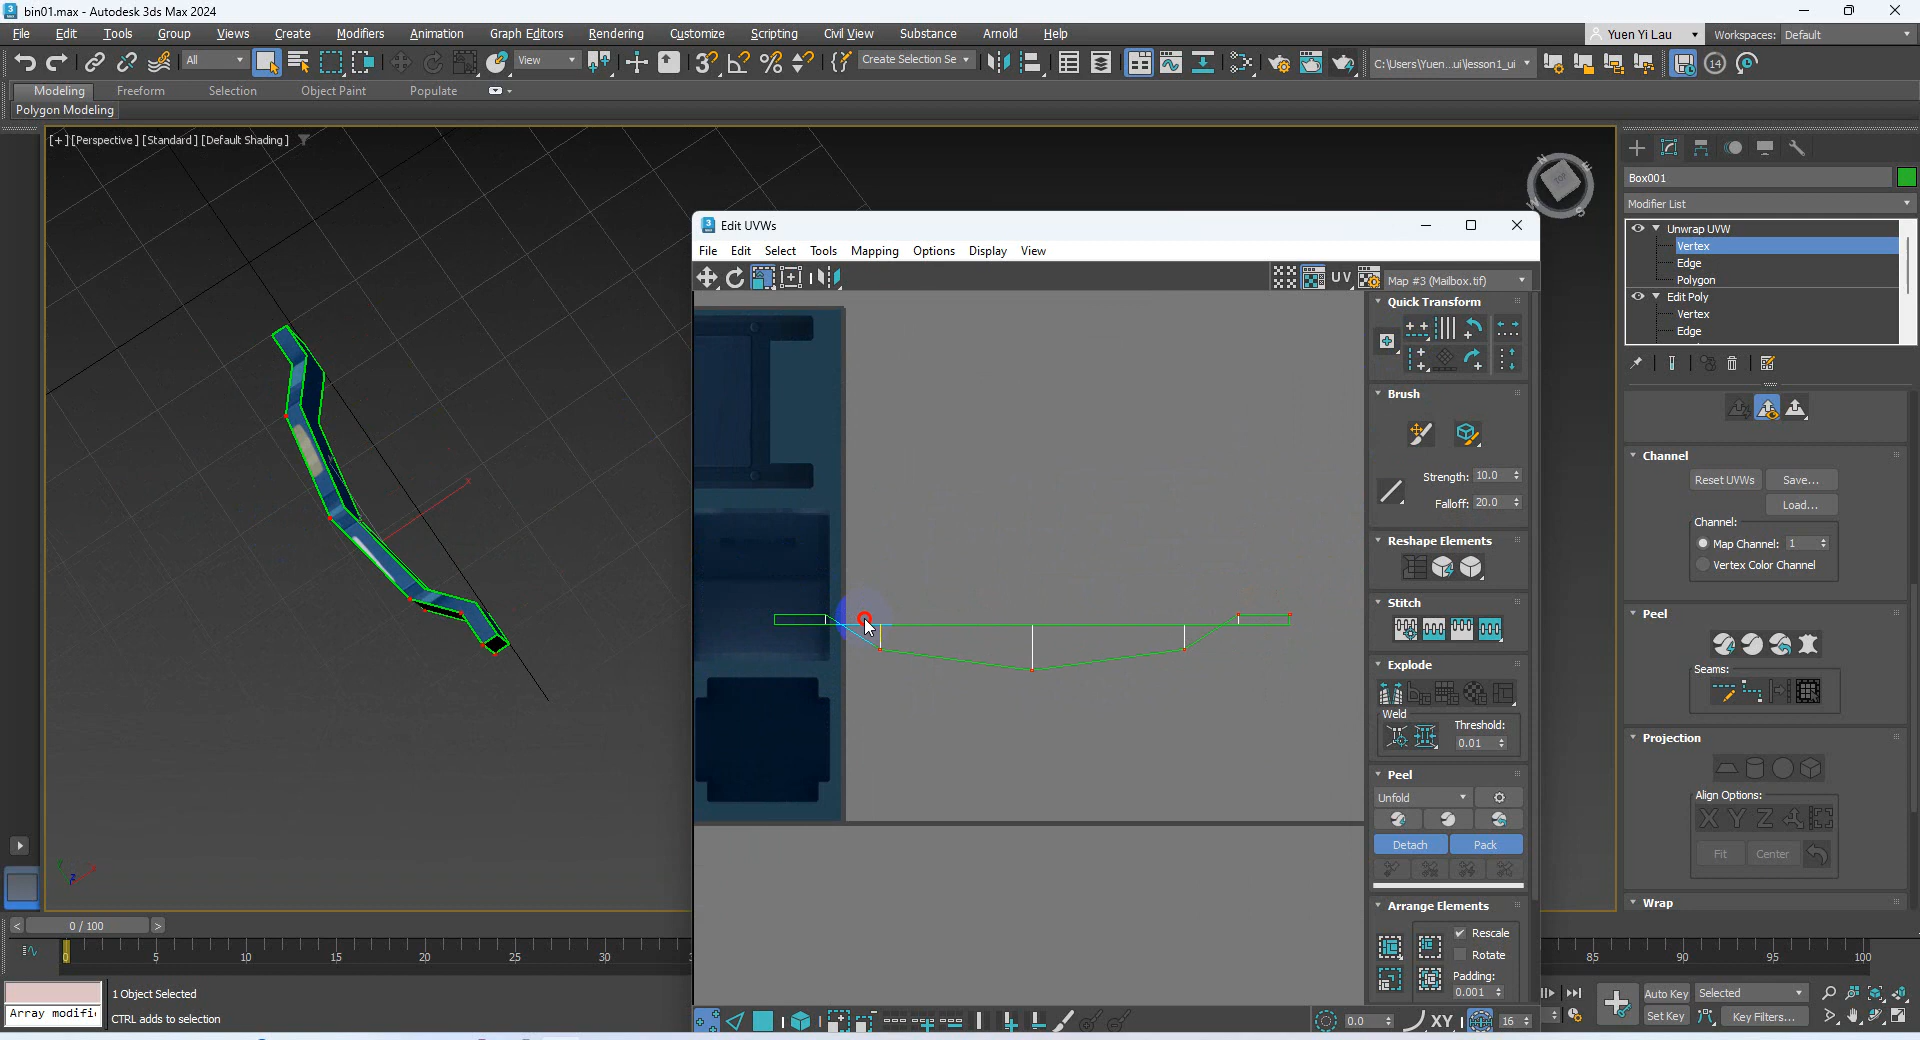 bin01.max - Autodesk 3ds Max 2024
File Edit Tools Group Views Create Modifiers Animation Graph Editors Rendering Customize Scripting Civil View Substance Arnold Help
Yuen Yi Lau Workspaces: Default
All View Create Selection Se C:\Users\Yuen...ui\lesson1_ui 14
Modeling Freeform Selection Object Paint Populate
Polygon Modeling
[+] [Perspective ] [Standard ] [Default Shading ]
Box001
Modifier List
Unwrap UVW
Vertex
Edge
Polygon
Edit Poly
Vertex
Edge
Edit UVWs
File Edit Select Tools Mapping Options Display View
UV Map #3 (Mailbox.tif)
Quick Transform
Brush
Strength: 10.0
Falloff: 20.0
Reshape Elements
Stitch
Explode
Weld
Threshold:
0.01
Peel
Unfold
Detach Pack
Arrange Elements
Rescale
Rotate
Padding:
0.001
0.0 XY 16
Channel
Reset UVWs Save...
Load...
Channel:
Map Channel: 1
Vertex Color Channel
Peel
Seams:
Projection
Align Options:
X Y Z
Fit Center
Wrap
TOP
0 / 100
0 5 10 15 20 25 30 85 90 95 100
1 Object Selected
Array modifi
CTRL adds to selection
Auto Key Selected
Set Key Key Filters...